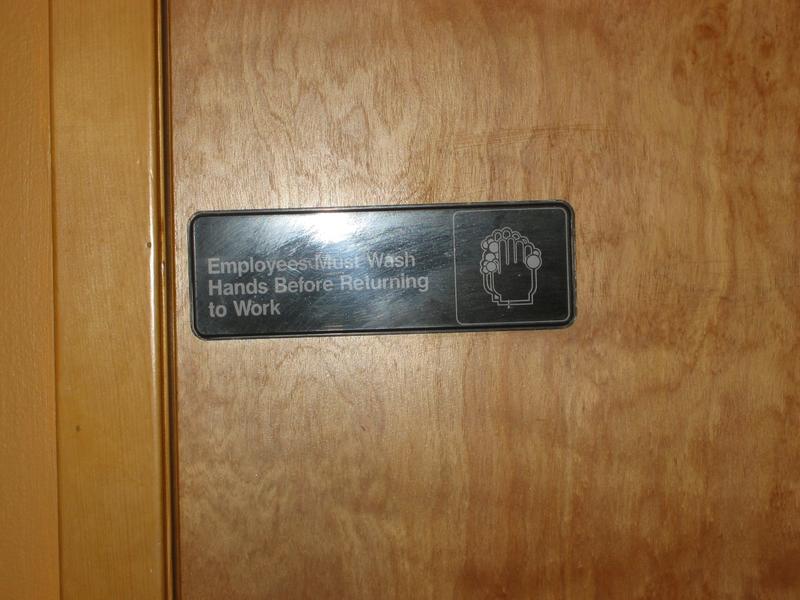 Employees Must Wash
Hands Before Returning
to Work